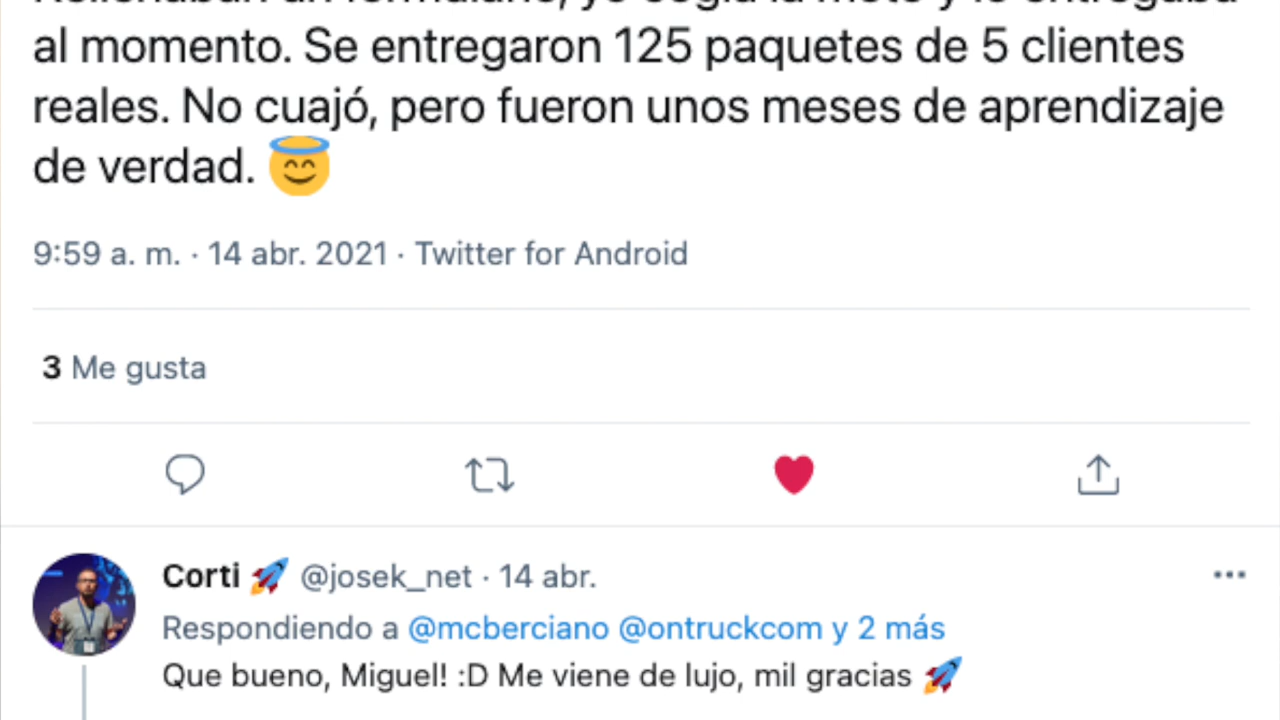 al momento. Se entregaron 125 paquetes de 5 clientes
reales. No cuajó, pero fueron unos meses de aprendizaje
de verdad. 😇
9:59 a. m. · 14 abr. 2021 · Twitter for Android
3 Me gusta
Corti 🚀 @josek_net · 14 abr.
Respondiendo a @mcberciano @ontruckcom y 2 más
Que bueno, Miguel! :D Me viene de lujo, mil gracias 🚀